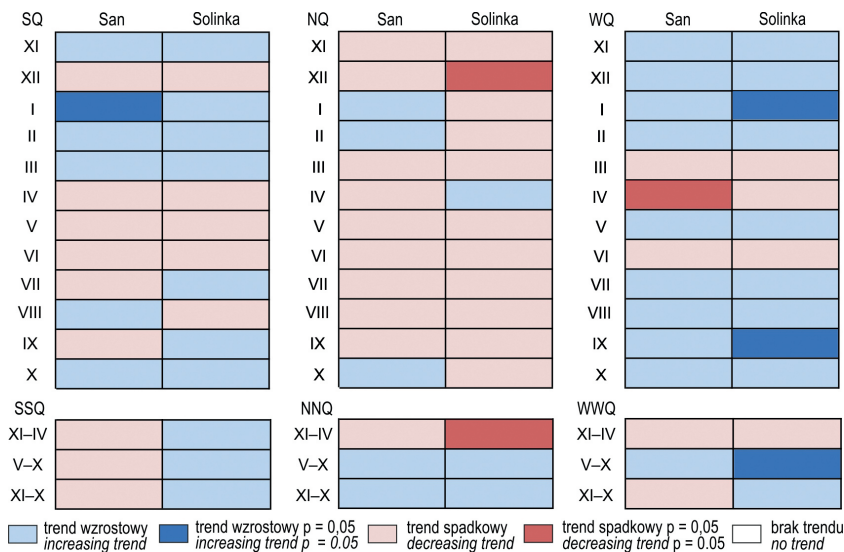 SQ San Solinka NQ San Solinka WQ San Solinka
XI XI XI
XII XII XII
I I I
II II II
III III III
IV IV IV
V V V
VI VI VI
VII VII VII
VIII VIII VIII
IX IX IX
X X X
SSQ NNQ WWQ
XI–IV XI–IV XI–IV
V–X V–X V–X
XI–X XI–X XI–X
trend wzrostowy trend wzrostowy p = 0,05 trend spadkowy trend spadkowy p = 0,05 brak trendu
increasing trend increasing trend p = 0.05 decreasing trend decreasing trend p = 0.05 no trend